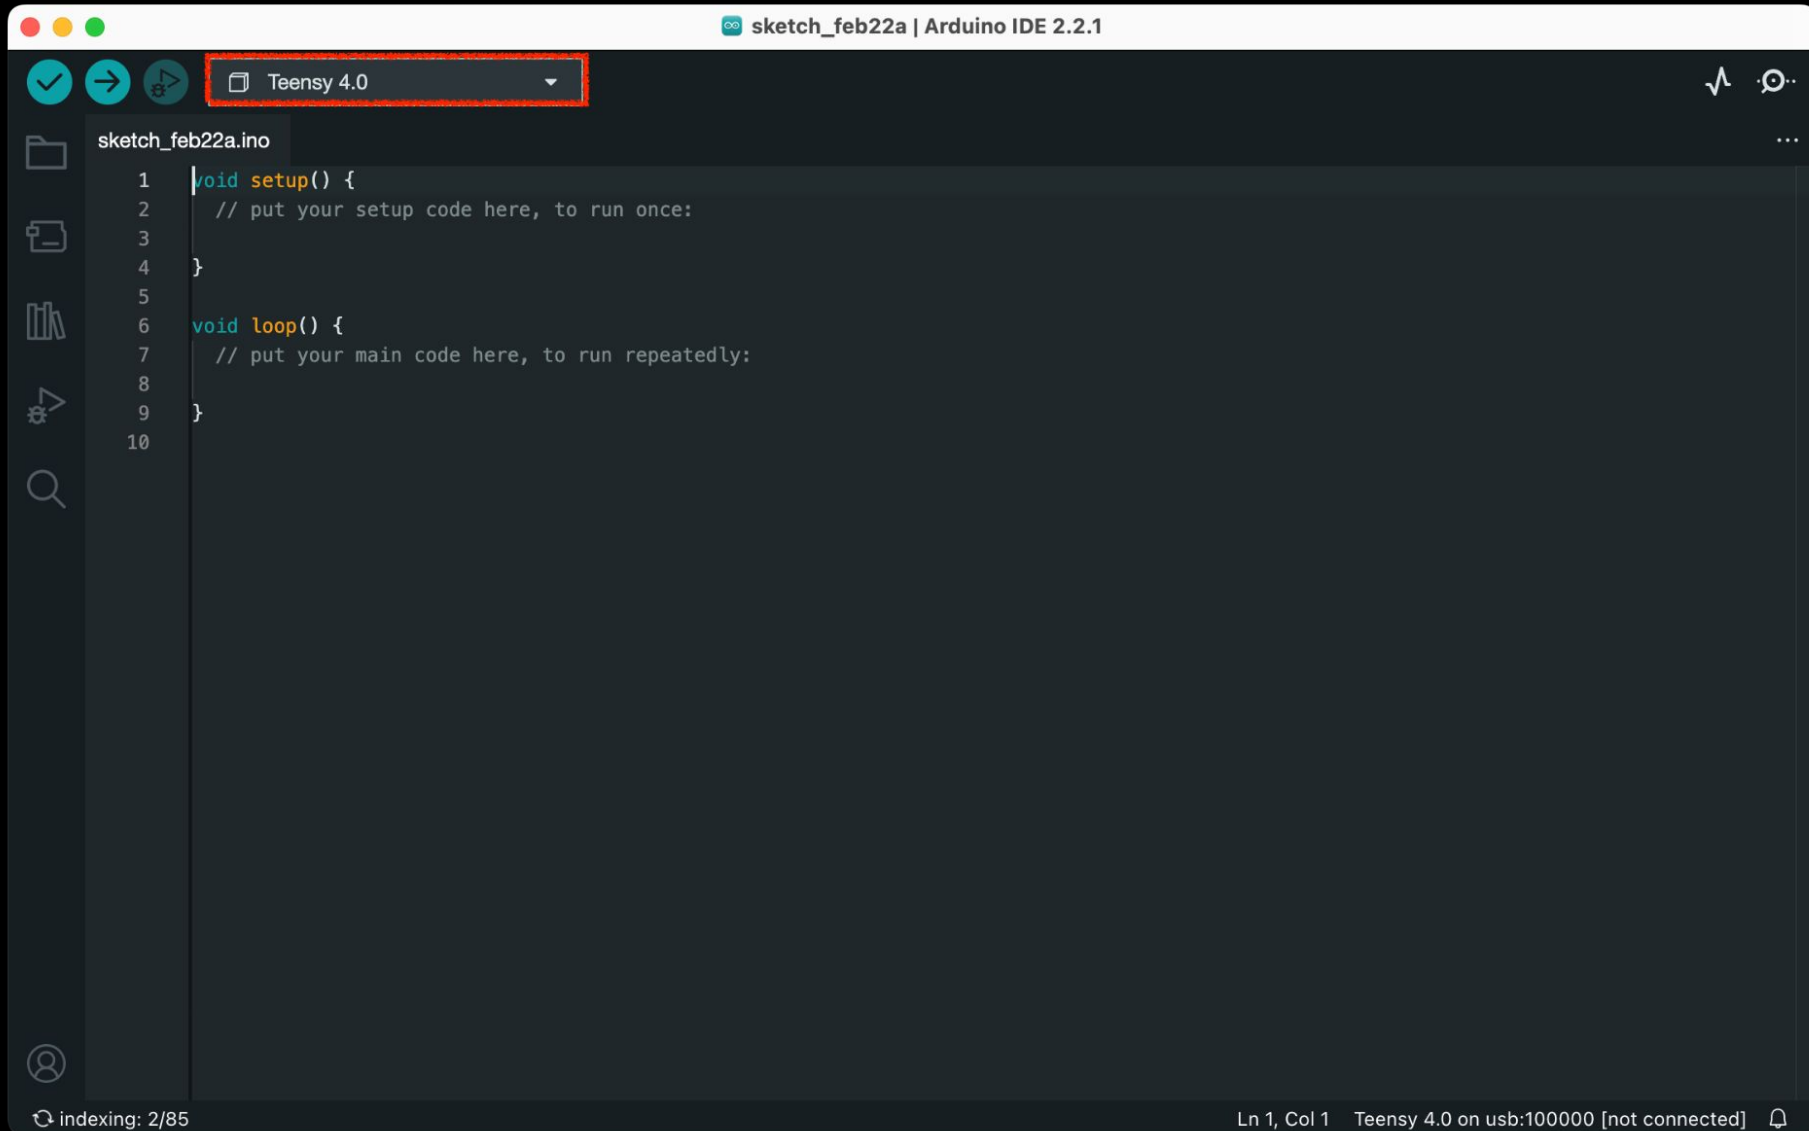 sketch_feb22a | Arduino IDE 2.2.1
Teensy 4.0
sketch_feb22a.ino
1 void setup() {
2 // put your setup code here, to run once:
3
4 }
5
6 void loop() {
7 // put your main code here, to run repeatedly:
8
9 }
10
indexing: 2/85 Ln 1, Col 1 Teensy 4.0 on usb:100000 [not connected]